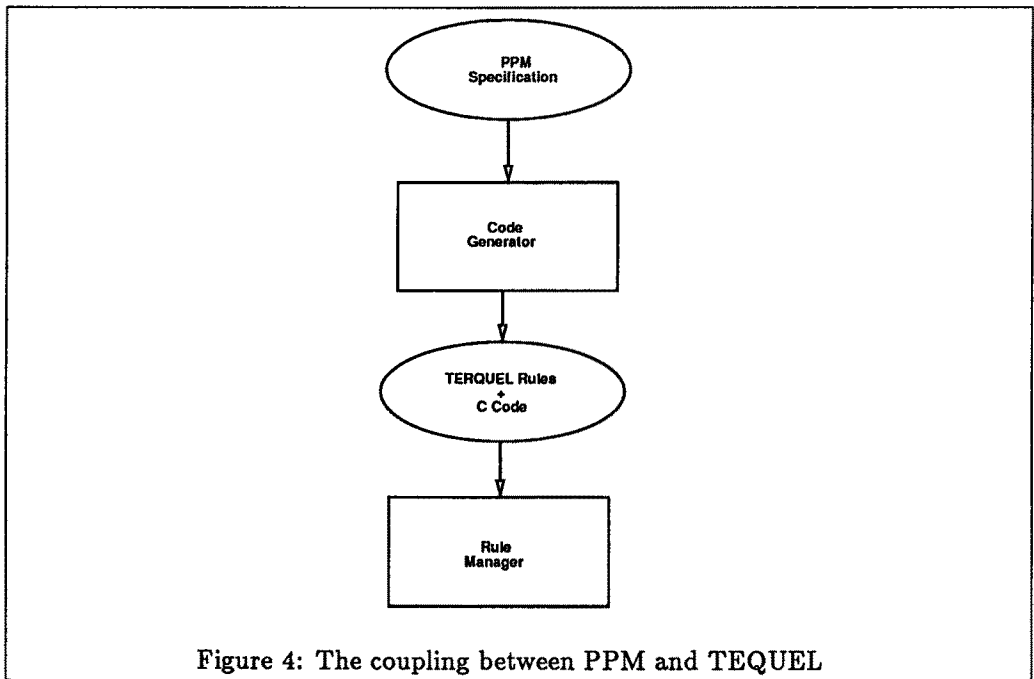 PPM
Specification
Code
Generator
TERQUEL Rules
+
C Code
Rule
Manager
Figure 4: The coupling between PPM and TEQUEL